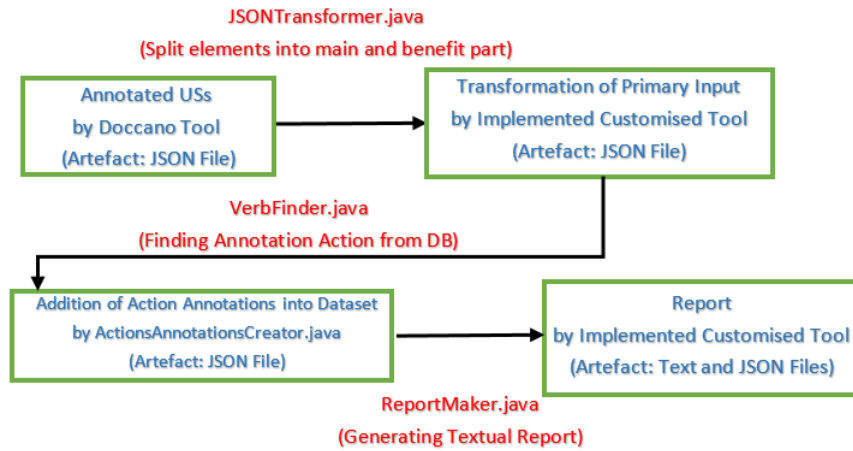 JSONTransformer.java
(Split elements into main and benefit part)
Annotated USs
by Doccano Tool
(Artefact: JSON File)
Transformation of Primary Input
by Implemented Customised Tool
(Artefact: JSON File)
VerbFinder.java
(Finding Annotation Action from DB)
Addition of Action Annotations into Dataset
by ActionsAnnotationsCreator.java
(Artefact: JSON File)
Report
by Implemented Customised Tool
(Artefact: Text and JSON Files)
ReportMaker.java
(Generating Textual Report)